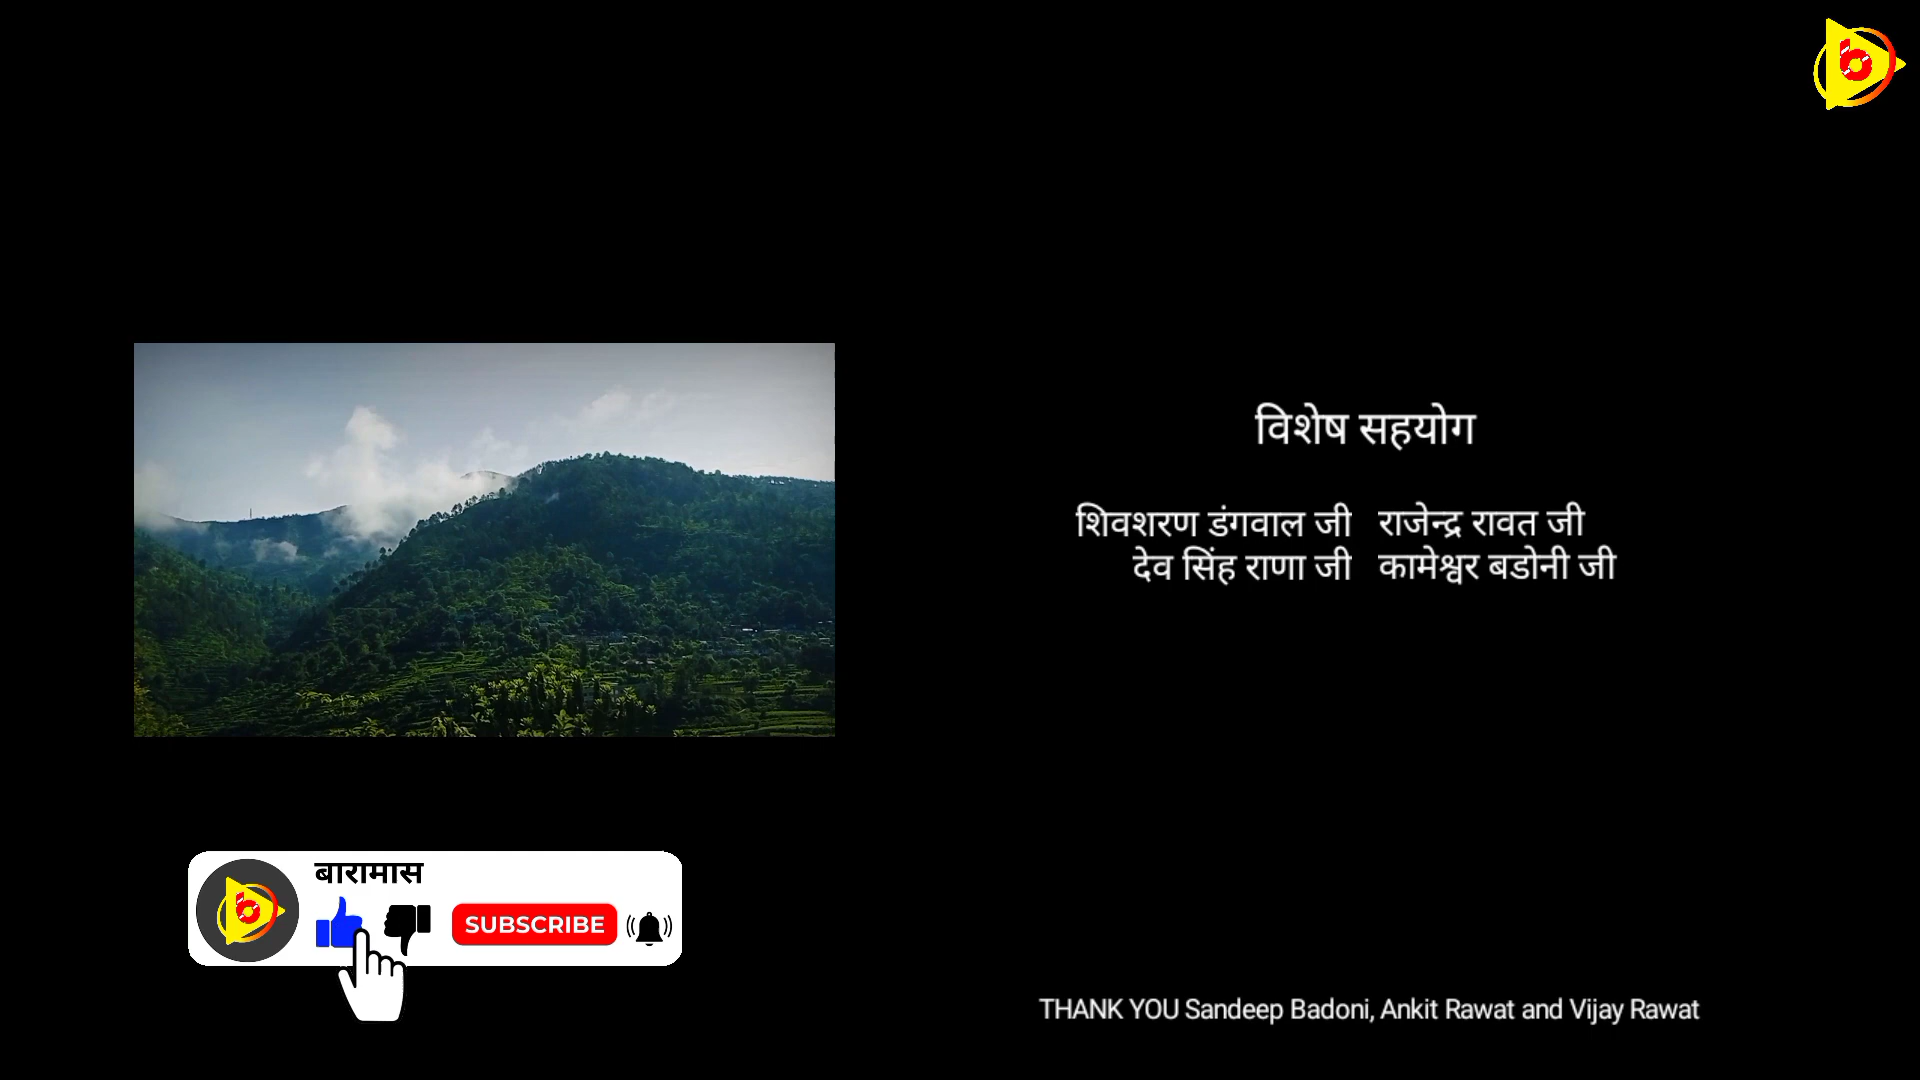 विशेष सहयोग
शिवशरण डंगवाल जी राजेन्द्र रावत जी
देव सिंह राणा जी कामेश्वर बडोनी जी
बारामास
SUBSCRIBE
THANK YOU Sandeep Badoni, Ankit Rawat and Vijay Rawat